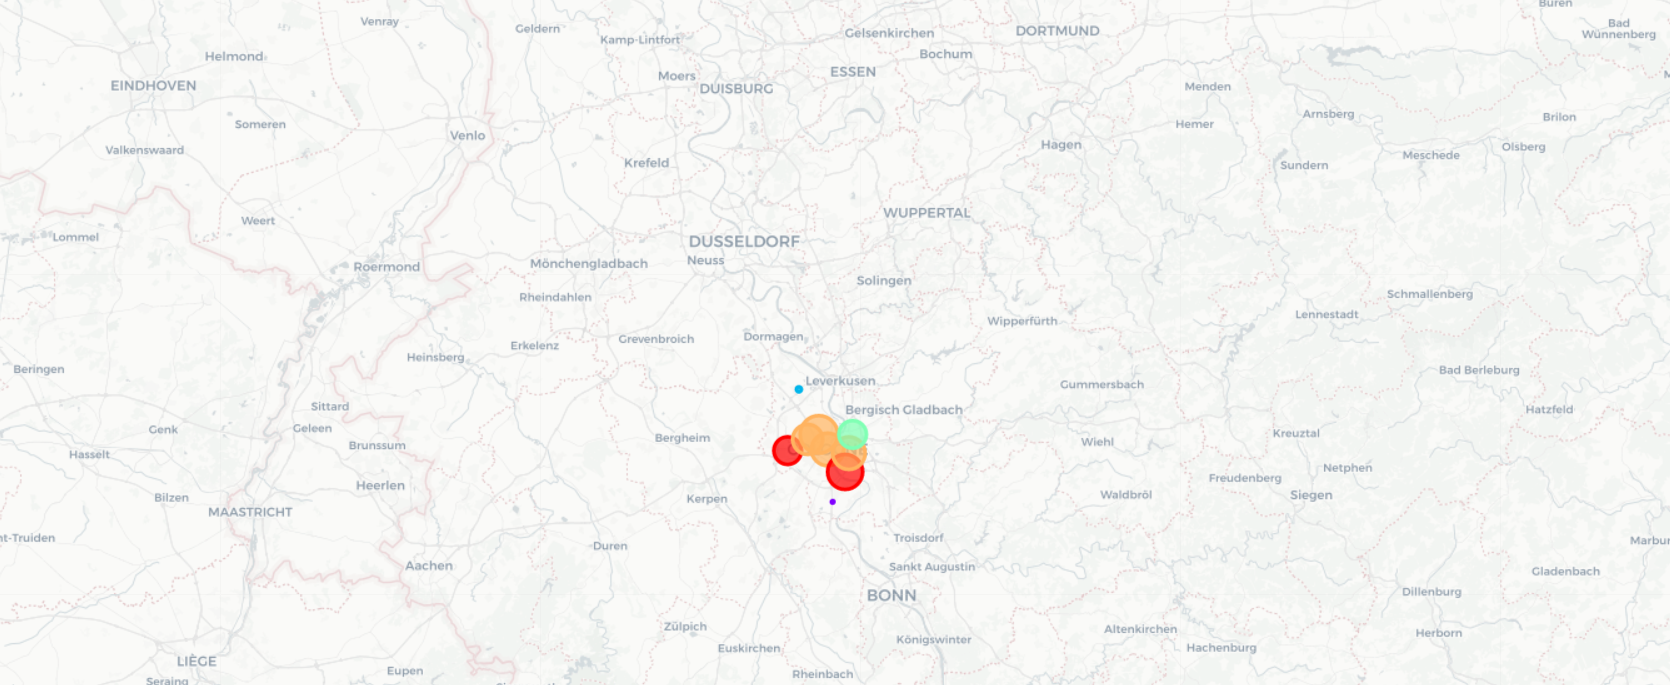 Büren
Venray
Geldern
Kamp-Lintfort
Gelsenkirchen
DORTMUND
Bad
Wünnenberg
Helmond
Bochum
EINDHOVEN
Moers
ESSEN
DUISBURG
Menden
Someren
Venlo
Hemer
Arnsberg
Brilon
Valkenswaard
Krefeld
Hagen
Sundern
Meschede
Olsberg
Weert
WUPPERTAL
Lommel
DUSSELDORF
Roermond
Mönchengladbach
Neuss
Solingen
Rheindahlen
Schmallenberg
Wipperfürth
Lennestadt
Dormagen
Grevenbroich
Erkelenz
Heinsberg
Beringen
Leverkusen
Gummersbach
Bad Berleburg
Sittard
Bergisch Gladbach
Hatzfeld
Genk
Geleen
Brunssum
Bergheim
Wiehl
Kreuztal
Hasselt
Heerlen
Netphen
Freudenberg
Siegen
Bilzen
MAASTRICHT
Kerpen
Waldbröl
nt-Truiden
Duren
Troisdorf
Marbur
Aachen
Sankt Augustin
Gladenbach
BONN
Dillenburg
Zülpich
Königswinter
Altenkirchen
Herborn
Euskirchen
Hachenburg
LIÈGE
Eupen
Rheinbach
Seraing